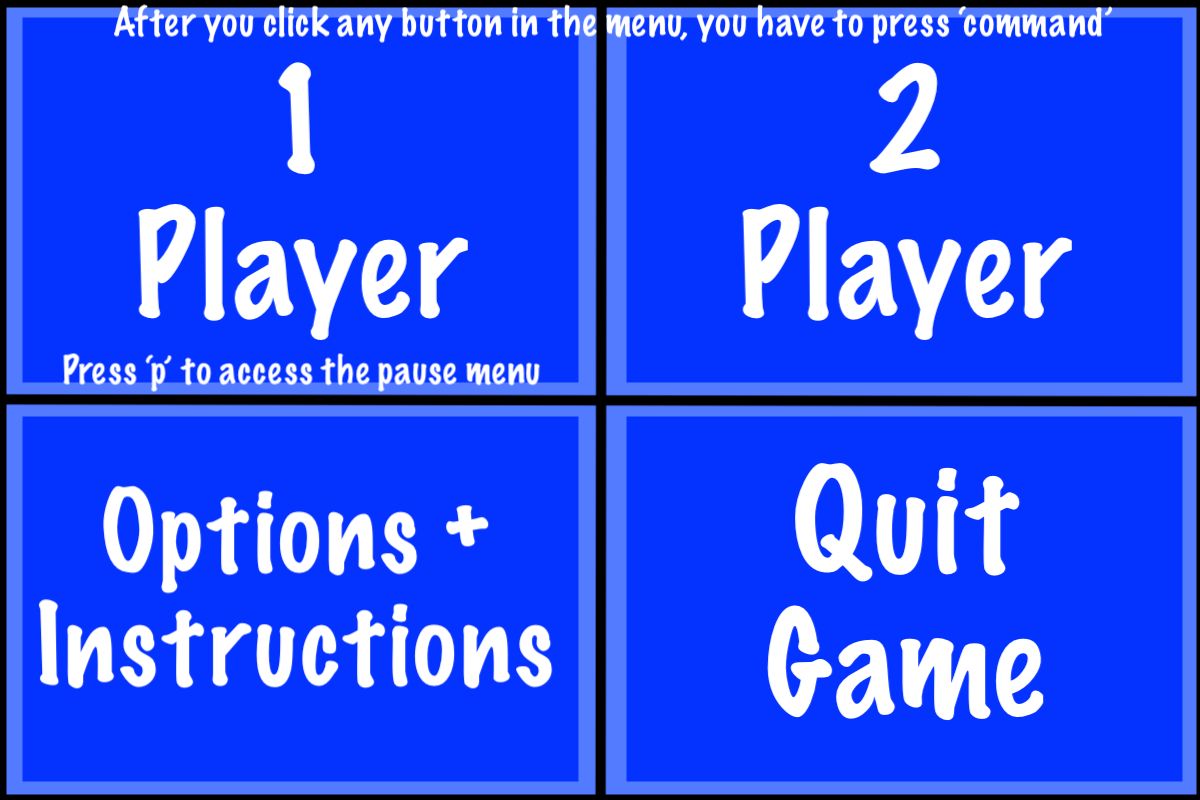 After you click any button in the menu, you have to press ‘command’
1
Player
Press ‘p’ to access the pause menu
2
Player
Options +
Instructions
Quit
Game